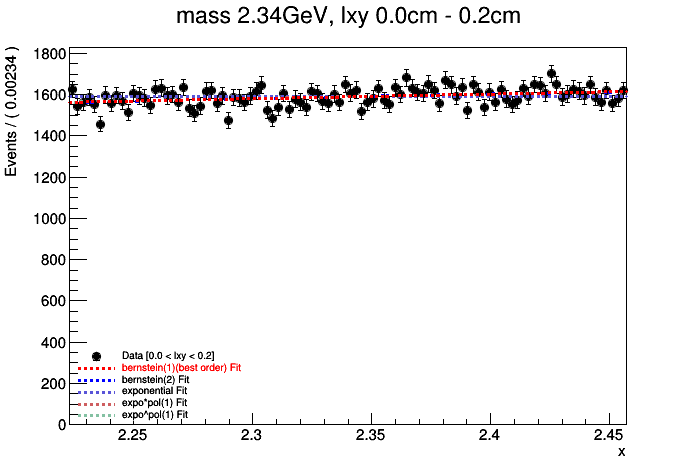 mass 2.34GeV, lxy 0.0cm - 0.2cm
Events / ( 0.00234 )
1800
1600
1400
1200
1000
800
600
400
200
0
Data [0.0 < lxy < 0.2]
bernstein(1)(best order) Fit
bernstein(2) Fit
exponential Fit
expo*pol(1) Fit
expo^pol(1) Fit
2.25 2.3 2.35 2.4 2.45
x